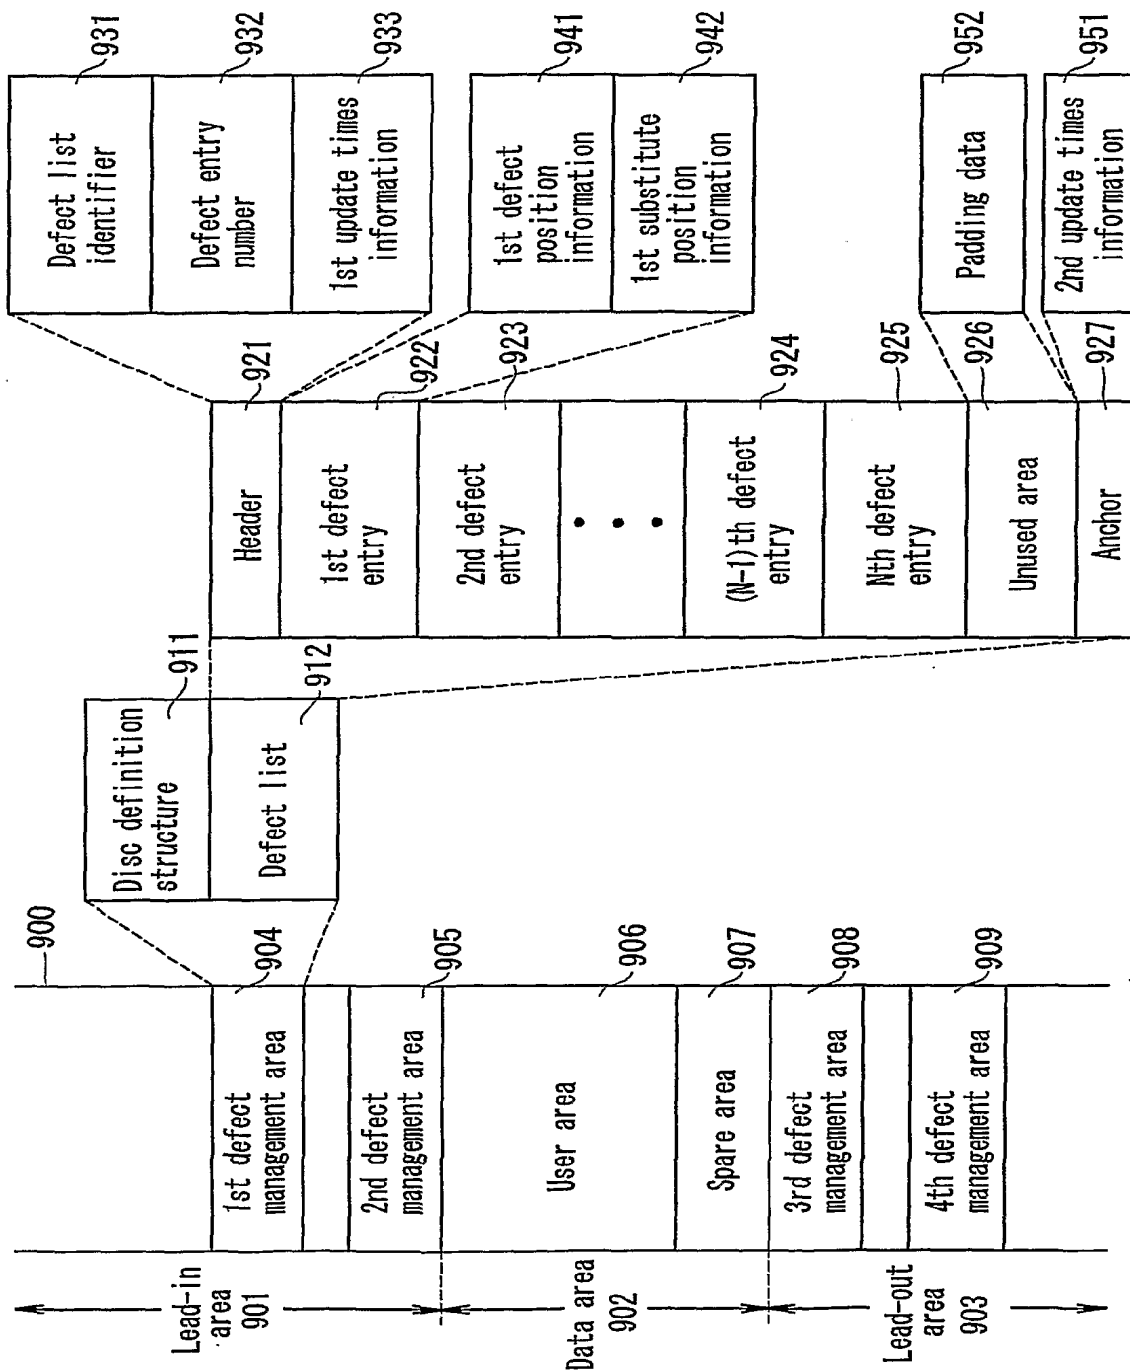 900
Lead-in
area
901
Data area
902
Lead-out
area
903
1st defect
management area
904
2nd defect
management area
905
User area
906
Spare area
907
3rd defect
management area
908
4th defect
management area
909
Disc definition
structure
911
Defect list
912
Header
921
1st defect
entry
922
2nd defect
entry
923
(N-1)th defect
entry
924
Nth defect
entry
925
Unused area
926
Anchor
927
Defect list
identifier
931
Defect entry
number
932
1st update times
information
933
1st defect
position
information
941
1st substitute
position
information
942
Padding data
952
2nd update times
information
951